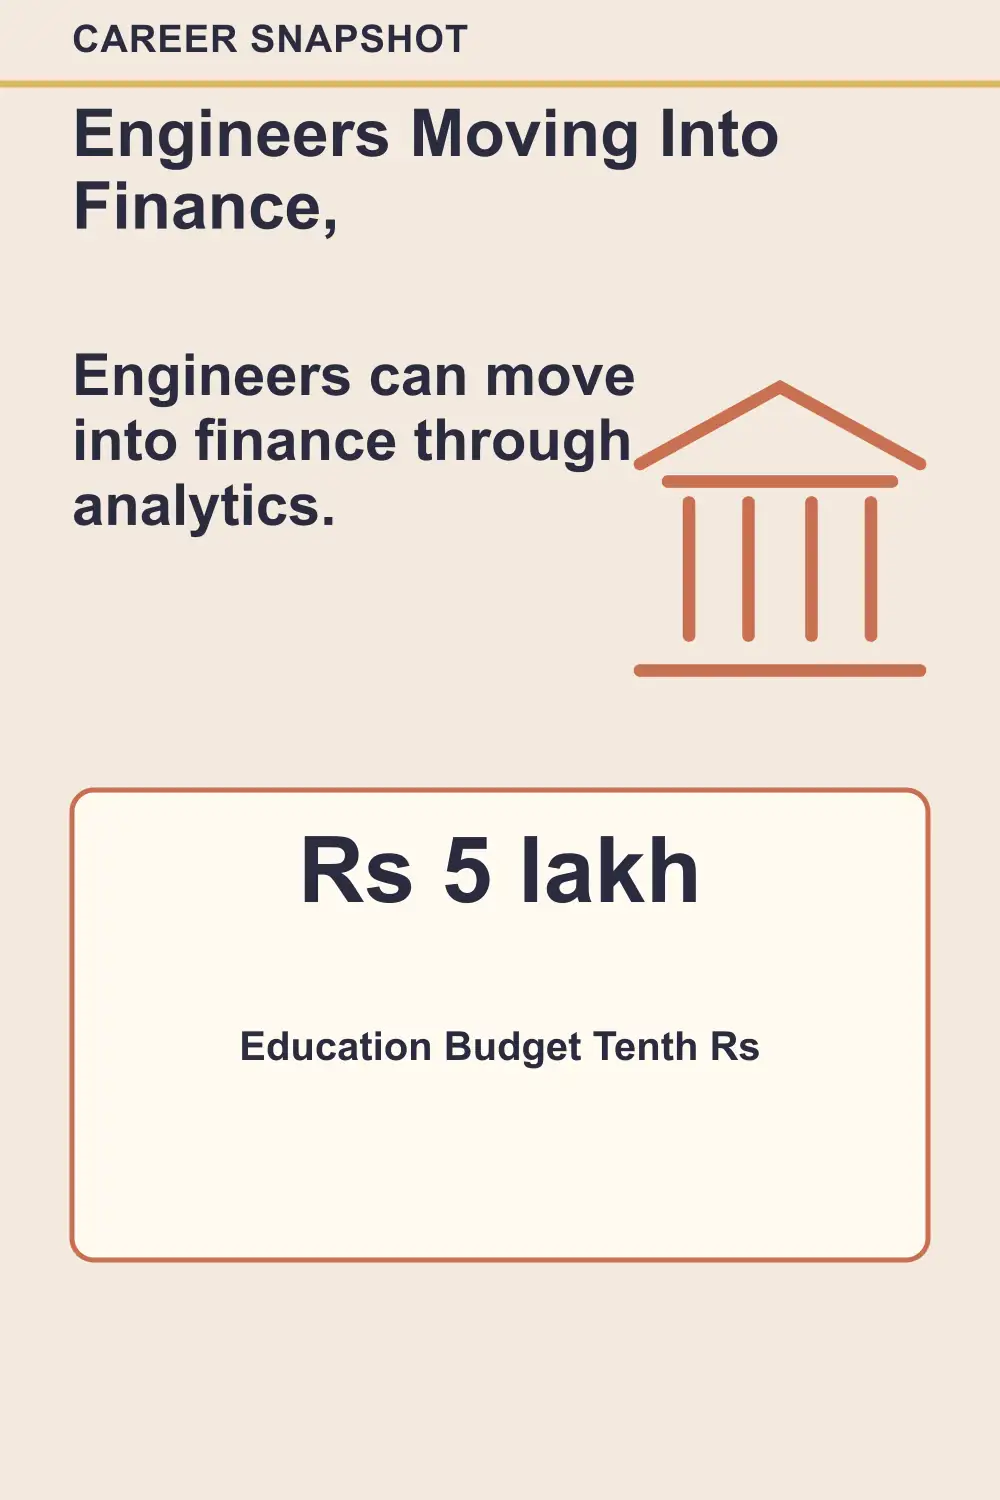 CAREER SNAPSHOT
Engineers Moving Into
Finance,
Engineers can move
into finance through
analytics.
Rs 5 lakh
Education Budget Tenth Rs